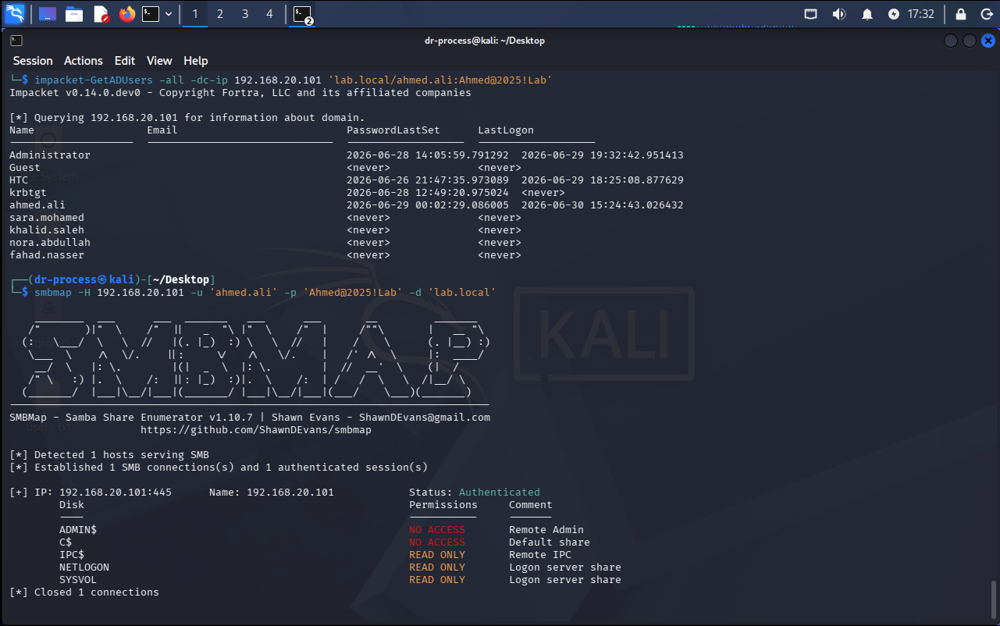 1 2 3 4 2 17:32
dr-process@kali: ~/Desktop
Session Actions Edit View Help
└─$ impacket-GetADUsers -all -dc-ip 192.168.20.101 'lab.local/ahmed.ali:Ahmed@2025!Lab'
Impacket v0.14.0.dev0 - Copyright Fortra, LLC and its affiliated companies
[*] Querying 192.168.20.101 for information about domain.
Name Email PasswordLastSet LastLogon
Administrator 2026-06-28 14:05:59.791292 2026-06-29 19:32:42.951413
Guest <never> <never>
HTC 2026-06-26 21:47:35.973089 2026-06-29 18:25:08.877629
krbtgt 2026-06-28 12:49:20.975024 <never>
ahmed.ali 2026-06-29 00:02:29.086005 2026-06-30 15:24:43.026432
sara.mohamed <never> <never>
khalid.saleh <never> <never>
nora.abdullah <never> <never>
fahad.nasser <never> <never>
┌──(dr-process㉿kali)-[~/Desktop]
└─$ smbmap -H 192.168.20.101 -u 'ahmed.ali' -p 'Ahmed@2025!Lab' -d 'lab.local'
KALI
SMBMap - Samba Share Enumerator v1.10.7 | Shawn Evans - ShawnDEvans@gmail.com
https://github.com/ShawnDEvans/smbmap
users.txt
[*] Detected 1 hosts serving SMB
[*] Established 1 SMB connections(s) and 1 authenticated session(s)
[+] IP: 192.168.20.101:445 Name: 192.168.20.101 Status: Authenticated
Disk Permissions Comment
ADMIN$ NO ACCESS Remote Admin
C$ NO ACCESS Default share
IPC$ READ ONLY Remote IPC
NETLOGON READ ONLY Logon server share
SYSVOL READ ONLY Logon server share
[*] Closed 1 connections